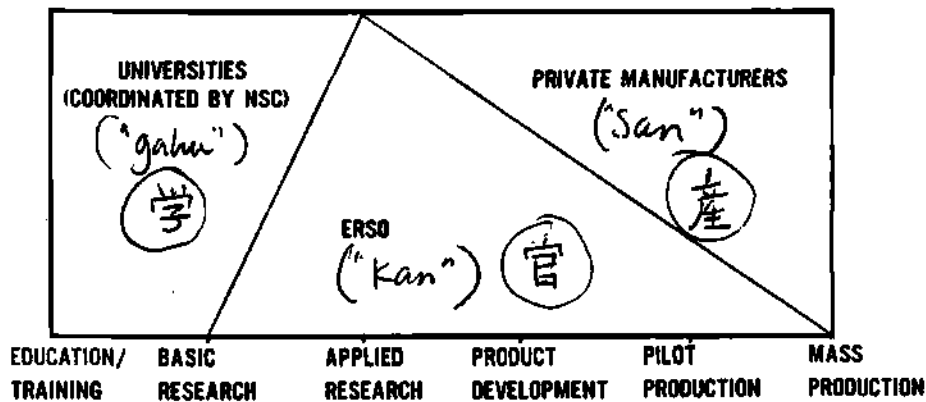 UNIVERSITIES
(COORDINATED BY NSC)
("gaku")
学
PRIVATE MANUFACTURERS
("San")
産
ERSO
("Kan")
官
EDUCATION/
TRAINING
BASIC
RESEARCH
APPLIED
RESEARCH
PRODUCT
DEVELOPMENT
PILOT
PRODUCTION
MASS
PRODUCTION